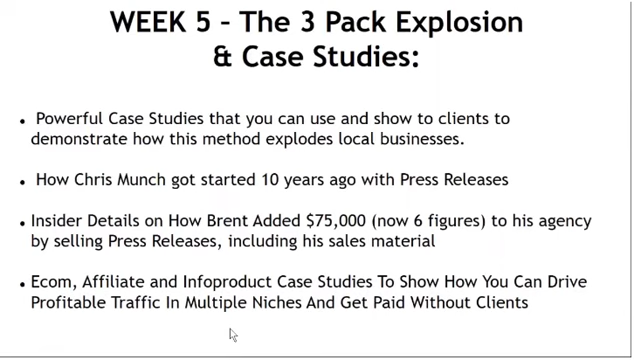 WEEK 5 – The 3 Pack Explosion
& Case Studies:
• Powerful Case Studies that you can use and show to clients to
demonstrate how this method explodes local businesses.
• How Chris Munch got started 10 years ago with Press Releases
• Insider Details on How Brent Added $75,000 (now 6 figures) to his agency
by selling Press Releases, including his sales material
• Ecom, Affiliate and Infoproduct Case Studies To Show How You Can Drive
Profitable Traffic In Multiple Niches And Get Paid Without Clients